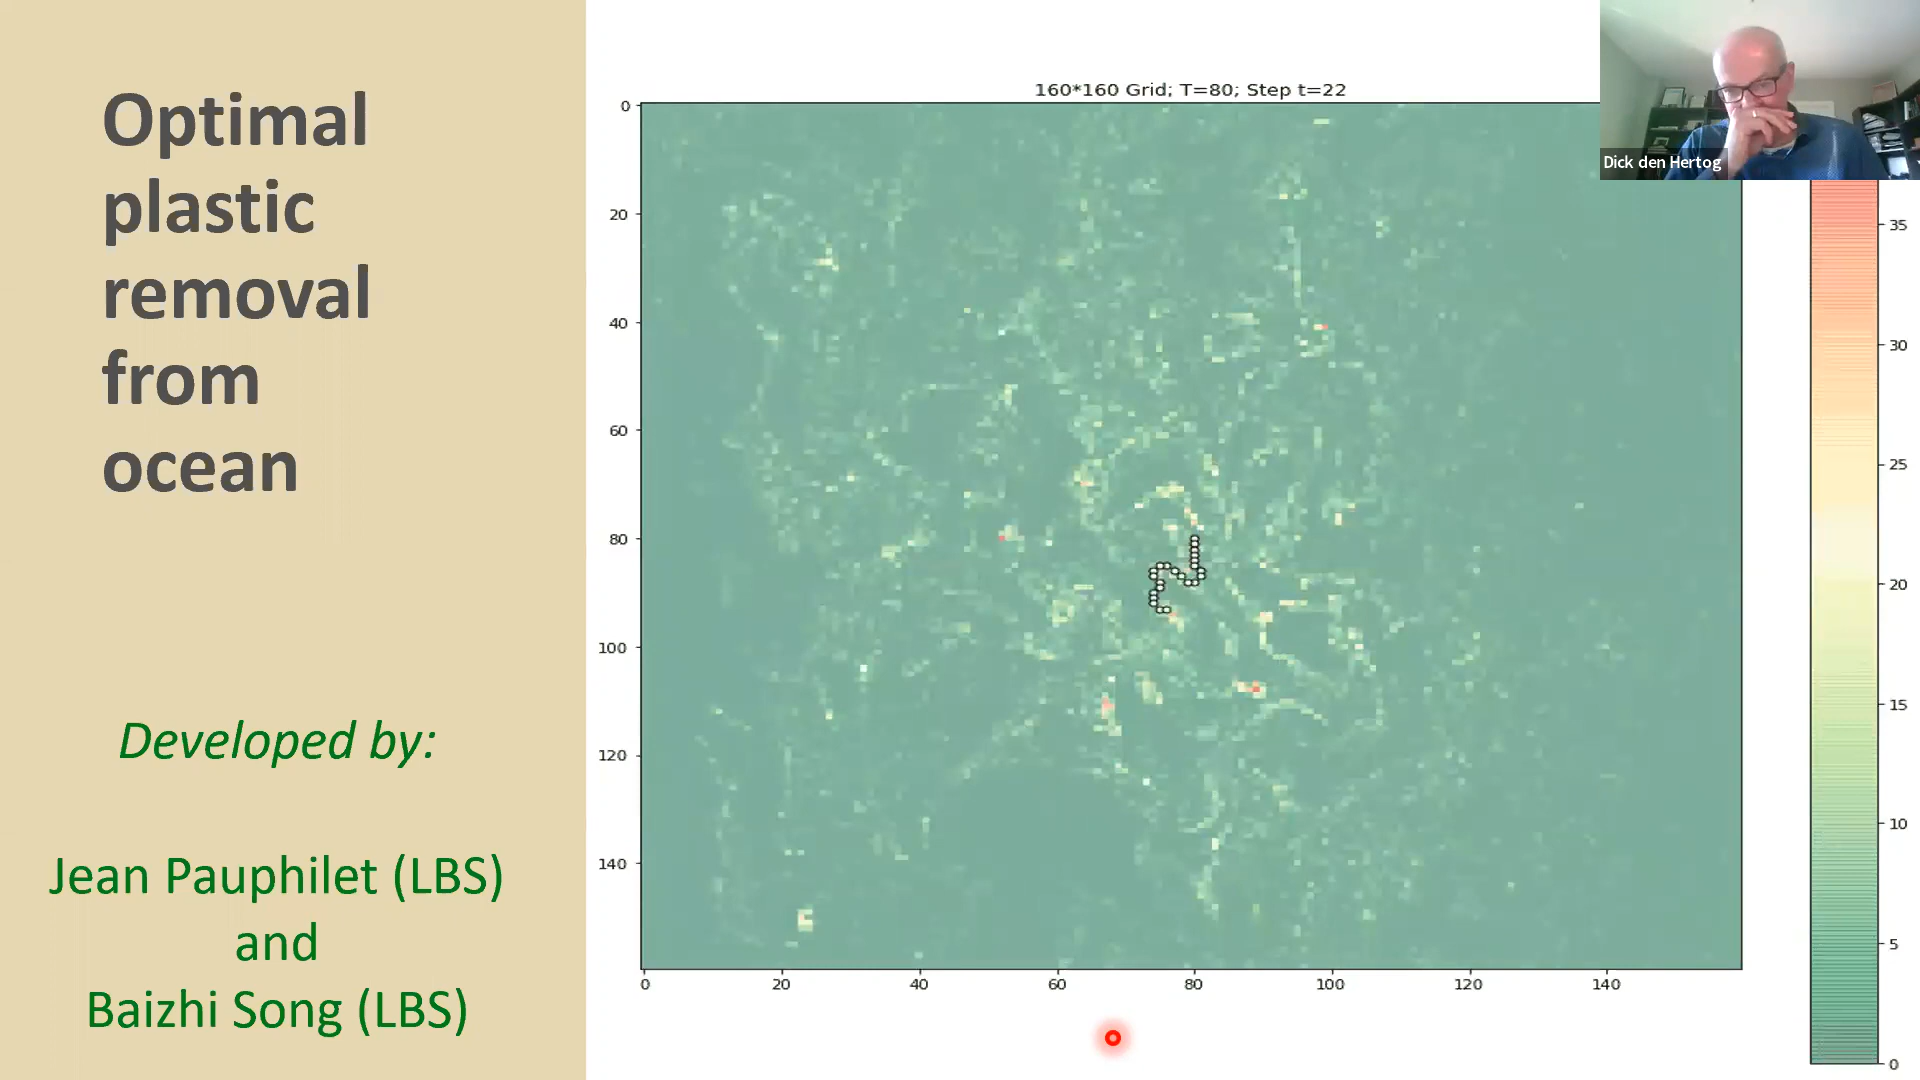 Optimal
plastic
removal
from
ocean
Developed by:
Jean Pauphilet (LBS)
and
Baizhi Song (LBS)
160*160 Grid; T=80; Step t=22
0
20
40
60
80
100
120
140
0
20
40
60
80
100
120
140
35
30
25
20
15
10
5
0
Dick den Hertog